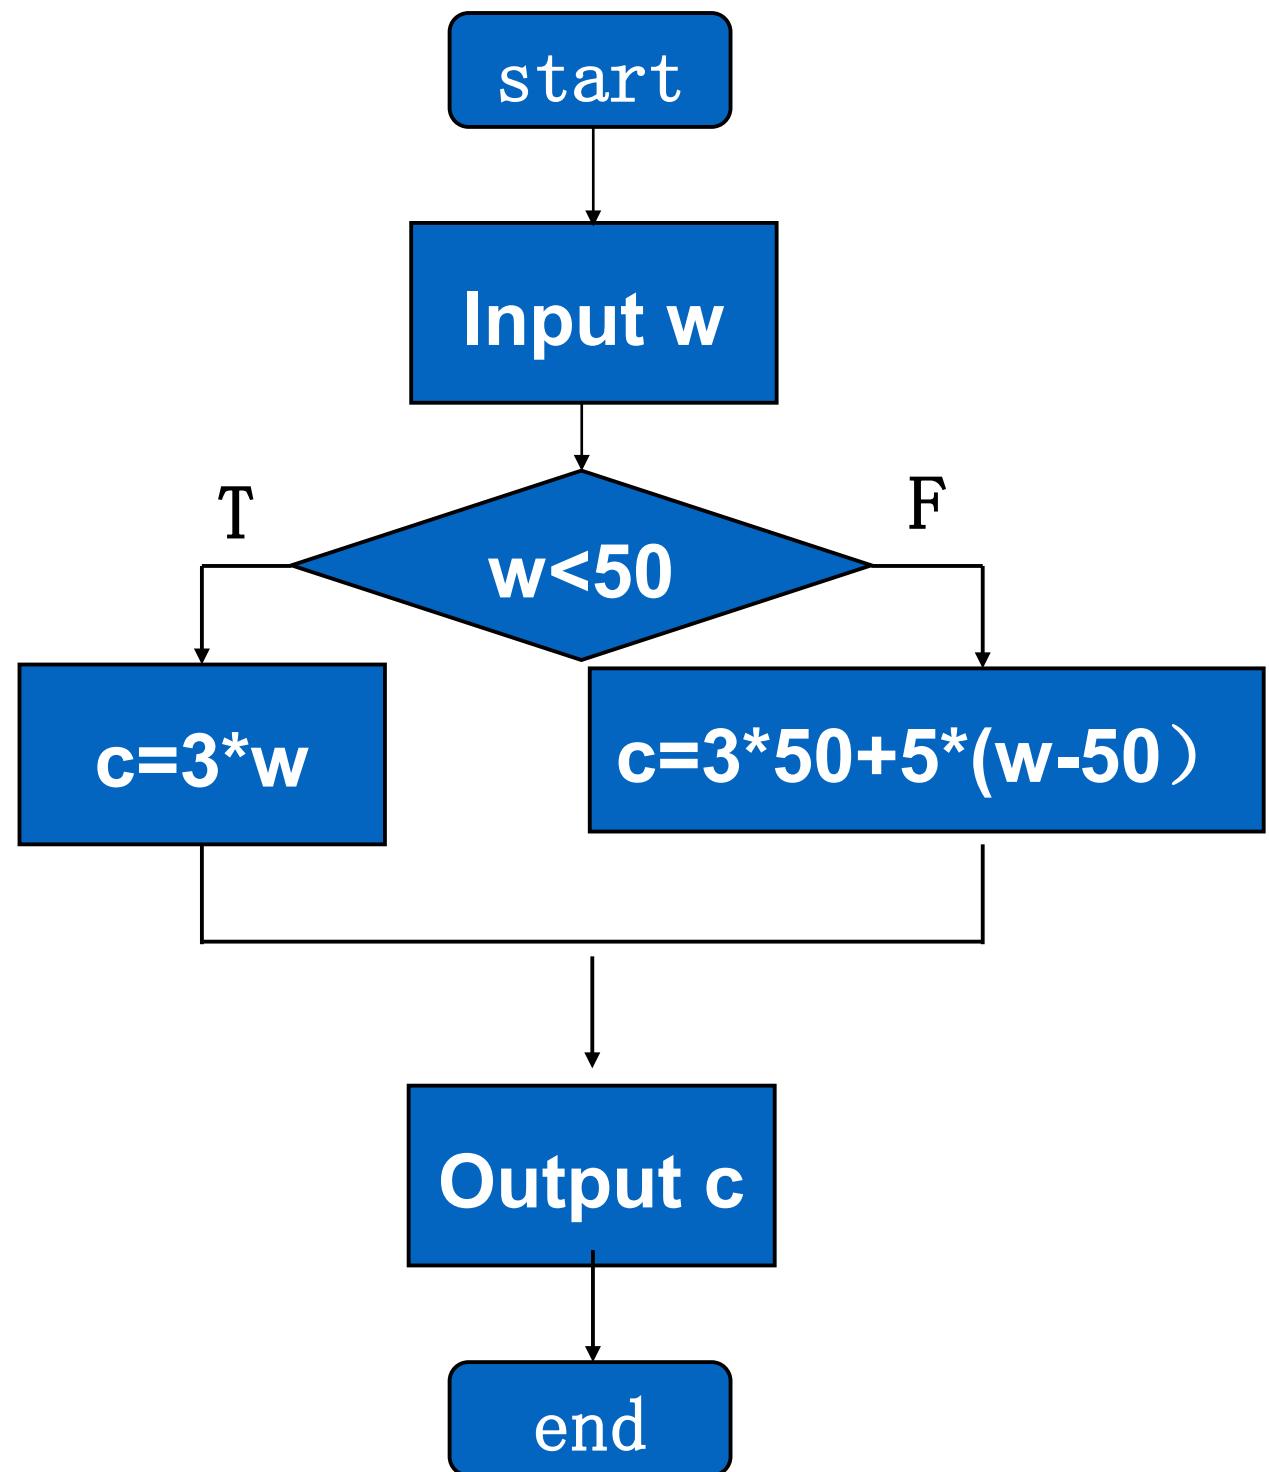 start
Input w
T
F
w<50
c=3*w
c=3*50+5*(w-50）
Output c
end